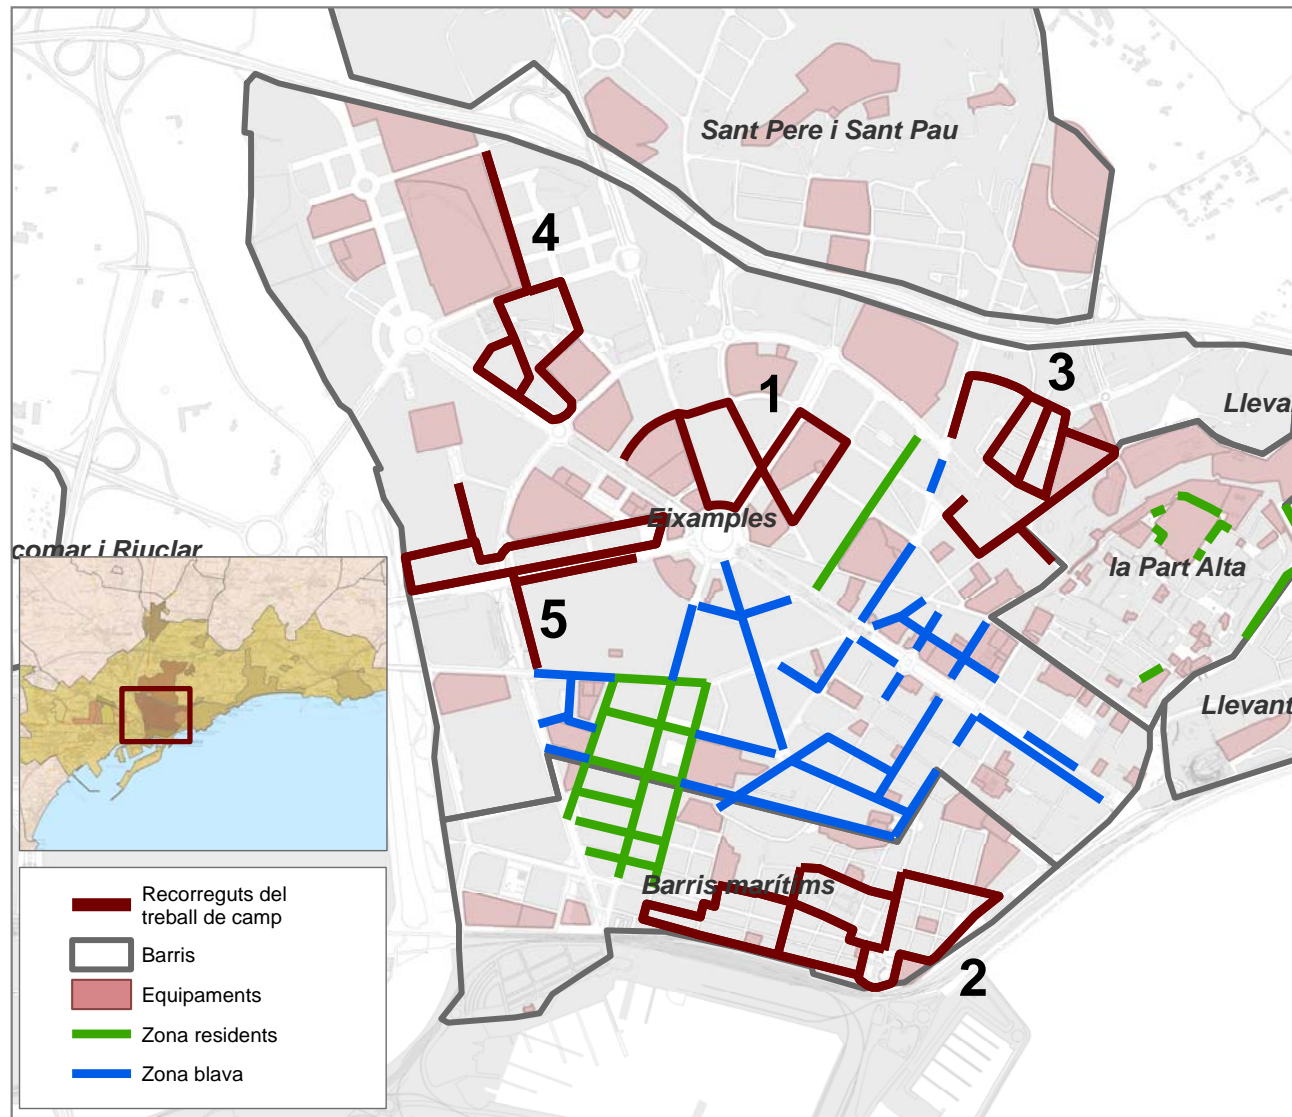 Sant Pere i Sant Pau
4
1
3
Lleva
Eixamples
comar i Riuclar
la Part Alta
5
Llevant
Barris marítims
2
Recorreguts del
treball de camp
Barris
Equipaments
Zona residents
Zona blava